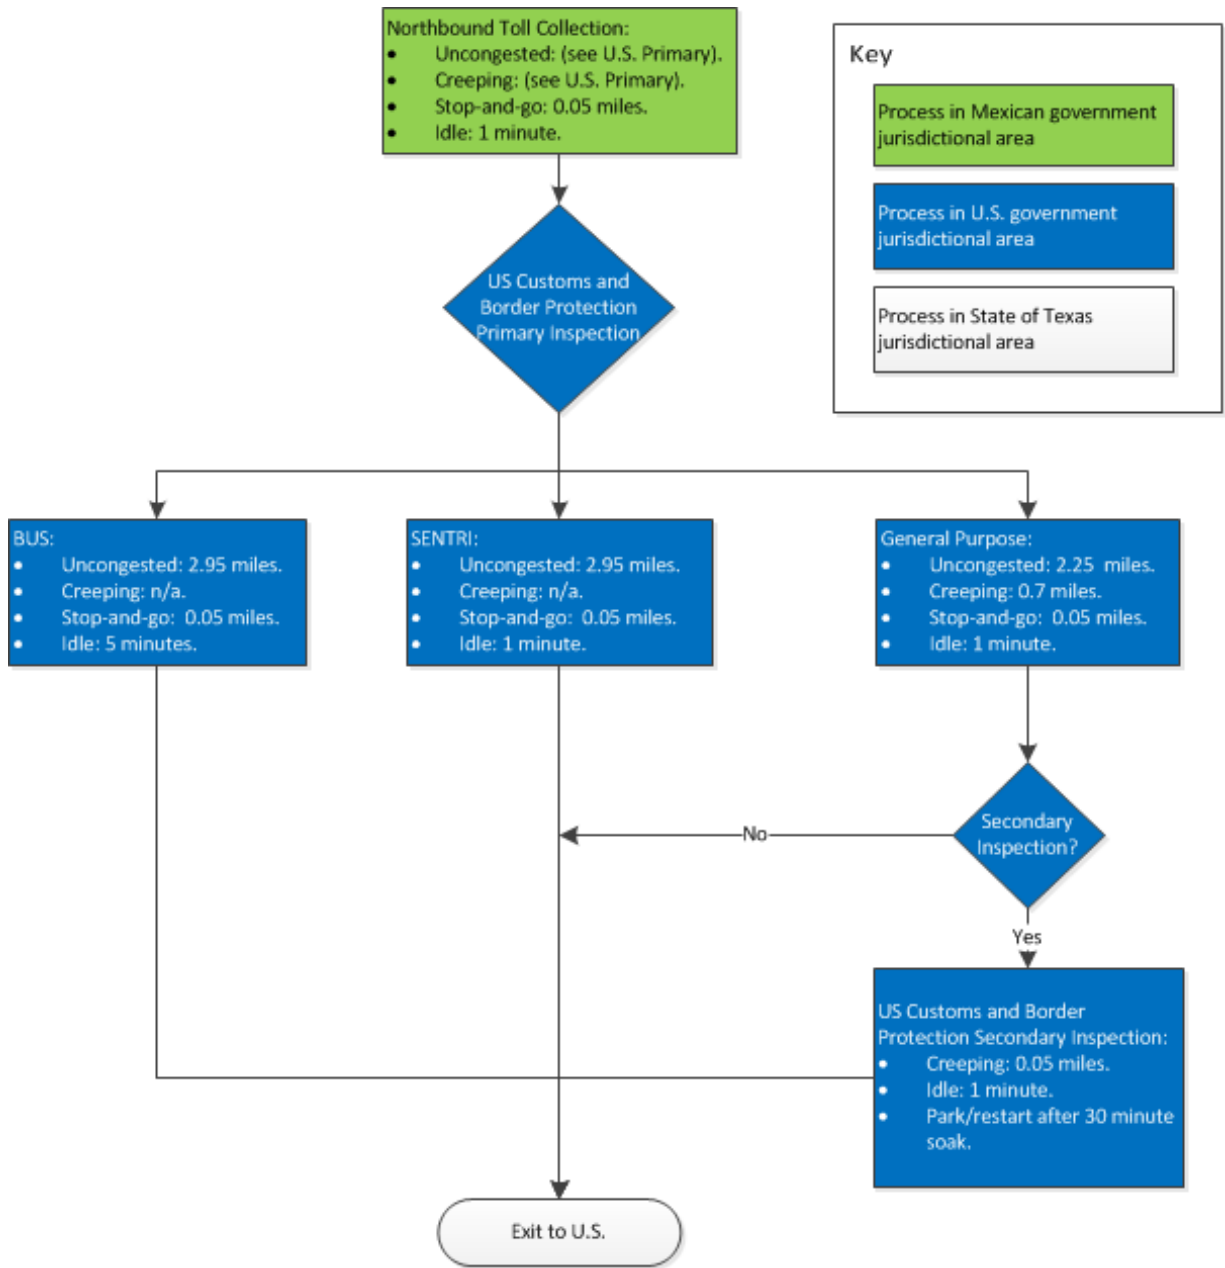 Northbound Toll Collection:
• Uncongested: (see U.S. Primary).
• Creeping: (see U.S. Primary).
• Stop-and-go: 0.05 miles.
• Idle: 1 minute.
Key
Process in Mexican government
jurisdictional area
Process in U.S. government
jurisdictional area
Process in State of Texas
jurisdictional area
US Customs and
Border Protection
Primary Inspection
BUS:
• Uncongested: 2.95 miles.
• Creeping: n/a.
• Stop-and-go: 0.05 miles.
• Idle: 5 minutes.
SENTRI:
• Uncongested: 2.95 miles.
• Creeping: n/a.
• Stop-and-go: 0.05 miles.
• Idle: 1 minute.
General Purpose:
• Uncongested: 2.25 miles.
• Creeping: 0.7 miles.
• Stop-and-go: 0.05 miles.
• Idle: 1 minute.
Secondary
Inspection?
No
Yes
US Customs and Border
Protection Secondary Inspection:
• Creeping: 0.05 miles.
• Idle: 1 minute.
• Park/restart after 30 minute
soak.
Exit to U.S.